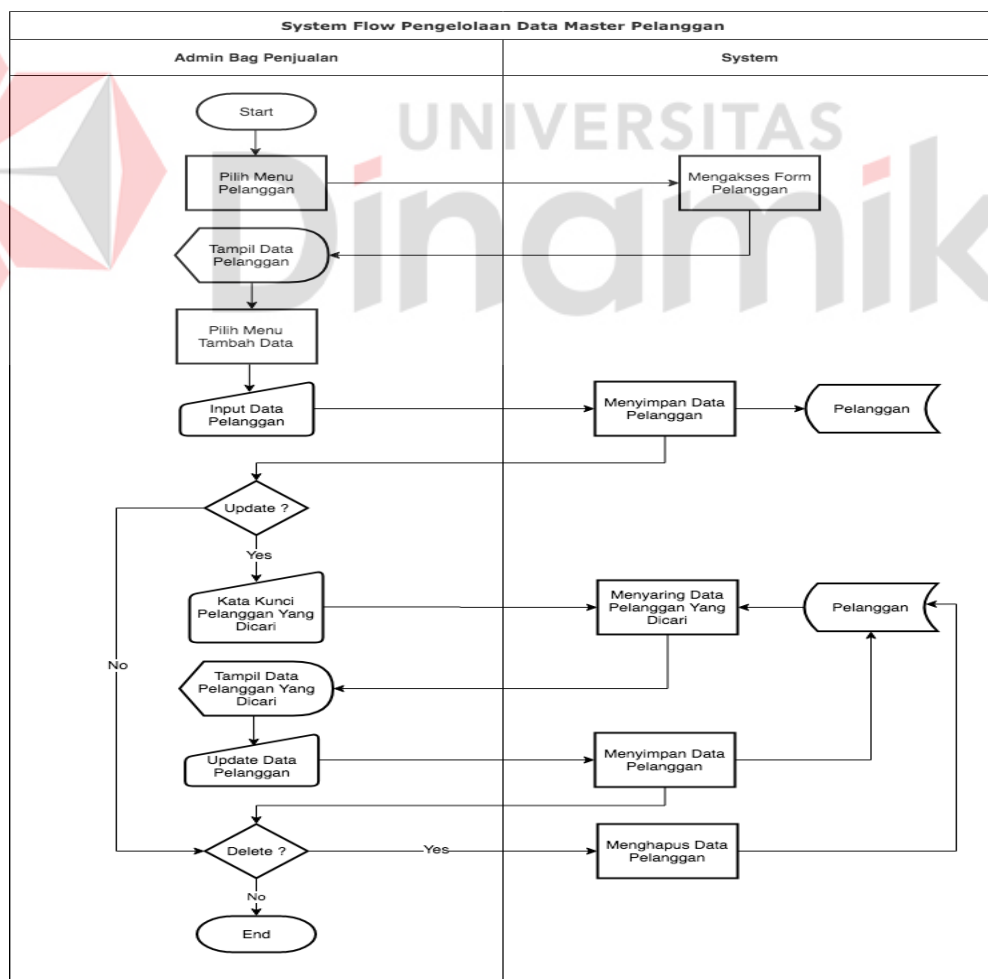 System Flow Pengelolaan Data Master Pelanggan
Admin Bag Penjualan
System
UNIVERSITAS
Dinamik
Start
Pilih Menu
Pelanggan
Mengakses Form
Pelanggan
Tampil Data
Pelanggan
Pilih Menu
Tambah Data
Input Data
Pelanggan
Menyimpan Data
Pelanggan
Pelanggan
Update ?
Yes
Kata Kunci
Pelanggan Yang
Dicari
Menyaring Data
Pelanggan Yang
Dicari
Pelanggan
No
Tampil Data
Pelanggan Yang
Dicari
Update Data
Pelanggan
Menyimpan Data
Pelanggan
Delete ?
Yes
Menghapus Data
Pelanggan
No
End